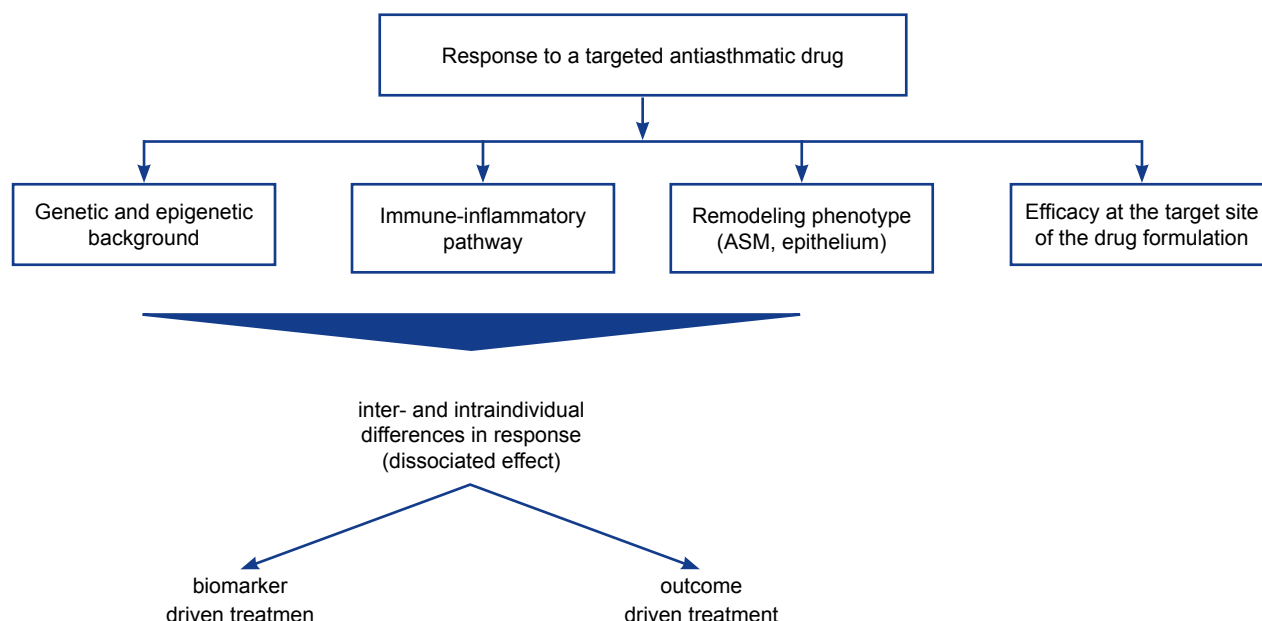 Response to a targeted antiasthmatic drug
Genetic and epigenetic
background
Immune-inflammatory
pathway
Remodeling phenotype
(ASM, epithelium)
Efficacy at the target site
of the drug formulation
inter- and intraindividual
differences in response
(dissociated effect)
biomarker
driven treatmen
outcome
driven treatment